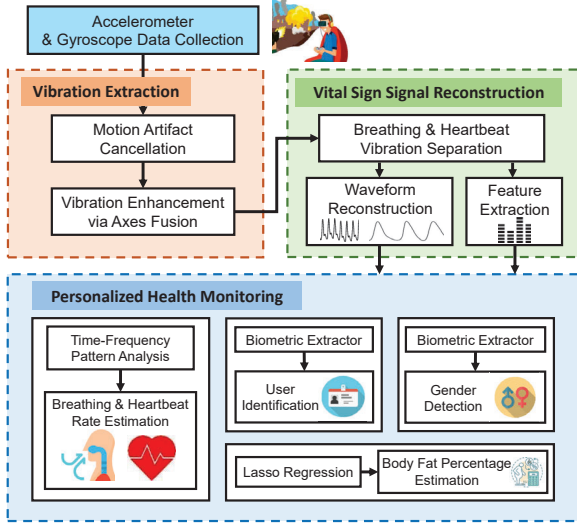 Accelerometer
& Gyroscope Data Collection
Vibration Extraction
Motion Artifact
Cancellation
Vibration Enhancement
via Axes Fusion
Vital Sign Signal Reconstruction
Breathing & Heartbeat
Vibration Separation
Waveform
Reconstruction
Feature
Extraction
Personalized Health Monitoring
Time-Frequency
Pattern Analysis
Breathing & Heartbeat
Rate Estimation
Biometric Extractor
User
Identification
Biometric Extractor
Gender
Detection
Lasso Regression
Body Fat Percentage
Estimation